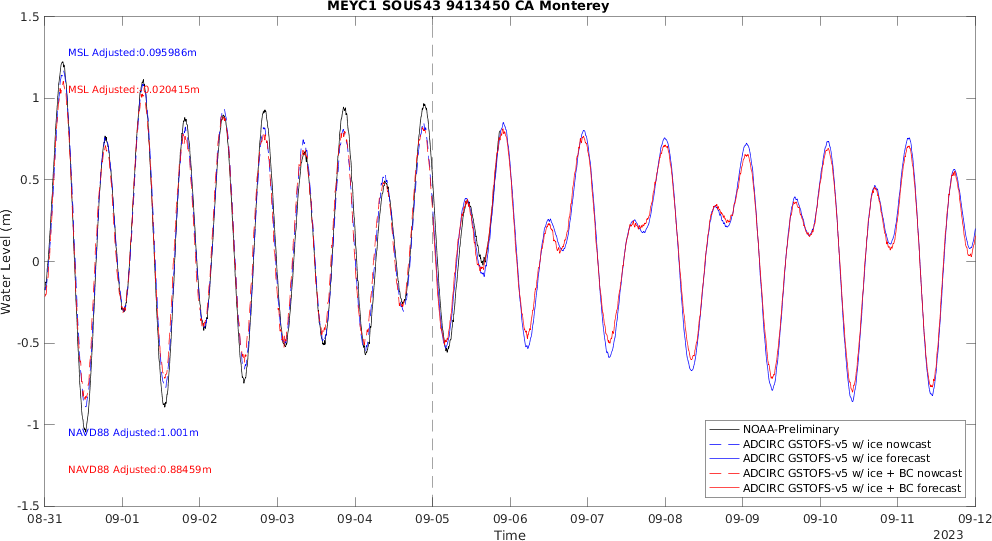 MEYC1 SOUS43 9413450 CA Monterey
1.5
MSL Adjusted:0.095986m
MSL Adjusted:0.020415m
1
0.5
0
-0.5
-1
-1.5
Water Level (m)
NAVD88 Adjusted:1.001m
NAVD88 Adjusted:0.88459m
NOAA-Preliminary
ADCIRC GSTOFS-v5 w/ ice nowcast
ADCIRC GSTOFS-v5 w/ ice forecast
ADCIRC GSTOFS-v5 w/ ice + BC nowcast
ADCIRC GSTOFS-v5 w/ ice + BC forecast
08-31 09-01 09-02 09-03 09-04 09-05 09-06 09-07 09-08 09-09 09-10 09-11 09-12
Time
2023